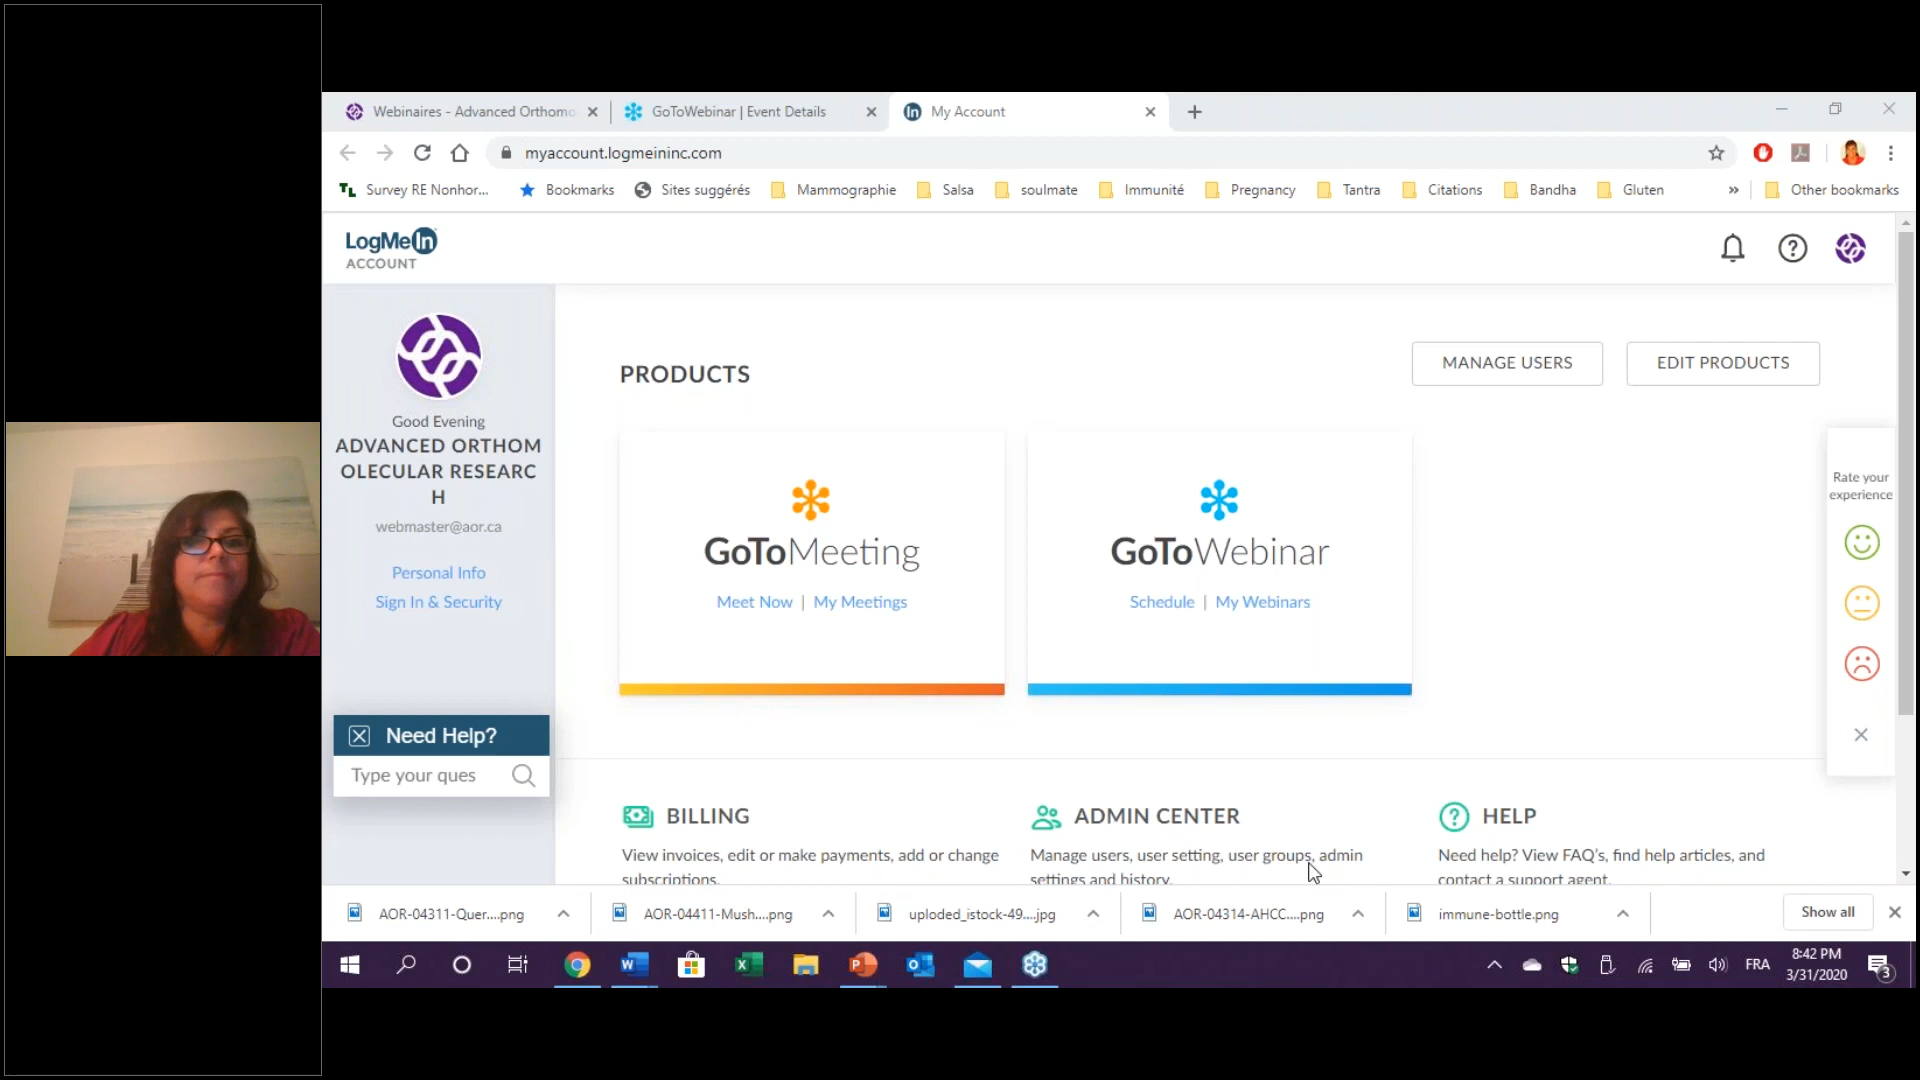 Webinaires - Advanced Orthomo
GoToWebinar | Event Details
in My Account
myaccount.logmeininc.com
TL Survey RE Nonhor...
Bookmarks
Sites suggérés
Mammographie
Salsa
soulmate
Immunité
Pregnancy
Tantra
Citations
Bandha
Gluten
»
Other bookmarks
LogMeIn
ACCOUNT
Good Evening
ADVANCED ORTHOM
OLECULAR RESEARC
H
webmaster@aor.ca
Personal Info
Sign In & Security
Need Help?
Type your ques
PRODUCTS
MANAGE USERS
EDIT PRODUCTS
GoToMeeting
Meet Now | My Meetings
GoToWebinar
Schedule | My Webinars
Rate your
experience
BILLING
View invoices, edit or make payments, add or change
subscriptions.
ADMIN CENTER
Manage users, user setting, user groups, admin
settings and history.
HELP
Need help? View FAQ's, find help articles, and
contact a support agent.
AOR-04311-Quer....png
AOR-04411-Mush....png
uploded_istock-49....jpg
AOR-04314-AHCC....png
immune-bottle.png
Show all
FRA
8:42 PM
3/31/2020
3